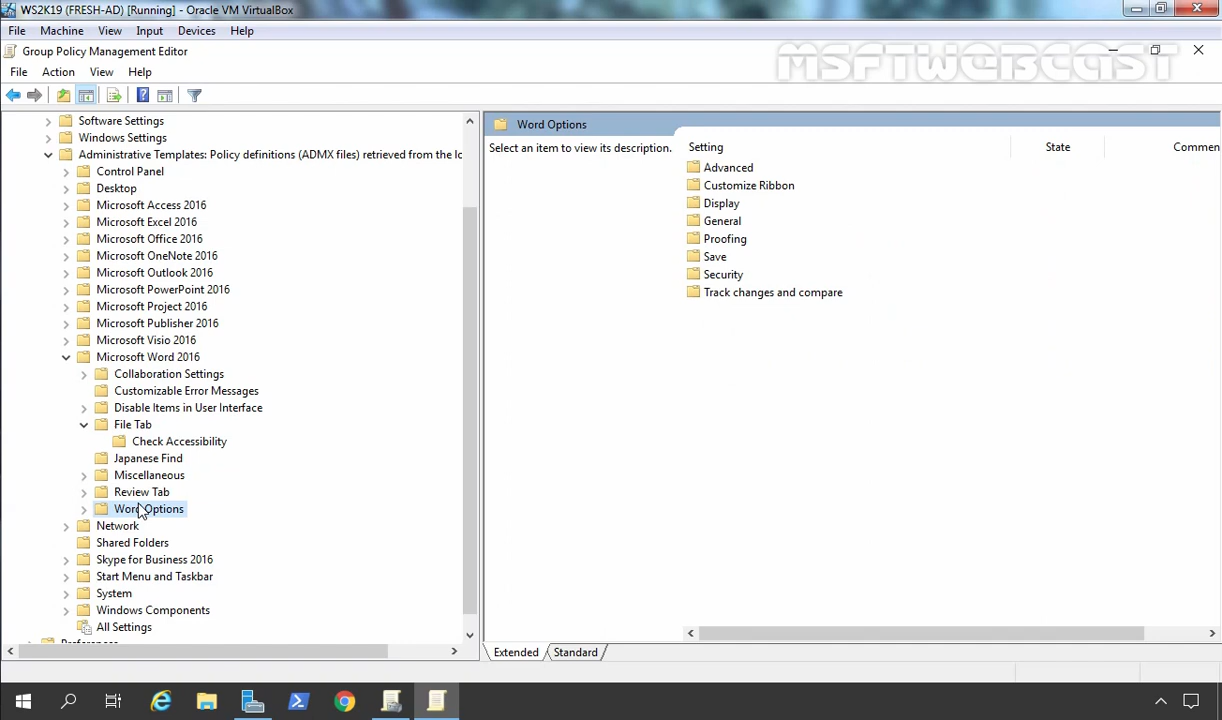 WS2K19 (FRESH-AD) [Running] - Oracle VM VirtualBox
File Machine View Input Devices Help
Group Policy Management Editor
MSFTWEBCAST
File Action View Help
Software Settings
Windows Settings
Administrative Templates: Policy definitions (ADMX files) retrieved from the lo
Control Panel
Desktop
Microsoft Access 2016
Microsoft Excel 2016
Microsoft Office 2016
Microsoft OneNote 2016
Microsoft Outlook 2016
Microsoft PowerPoint 2016
Microsoft Project 2016
Microsoft Publisher 2016
Microsoft Visio 2016
Microsoft Word 2016
Collaboration Settings
Customizable Error Messages
Disable Items in User Interface
File Tab
Check Accessibility
Japanese Find
Miscellaneous
Review Tab
Word Options
Network
Shared Folders
Skype for Business 2016
Start Menu and Taskbar
System
Windows Components
All Settings
Preferences
Word Options
Select an item to view its description.
Setting State Commen
Advanced
Customize Ribbon
Display
General
Proofing
Save
Security
Track changes and compare
Extended Standard